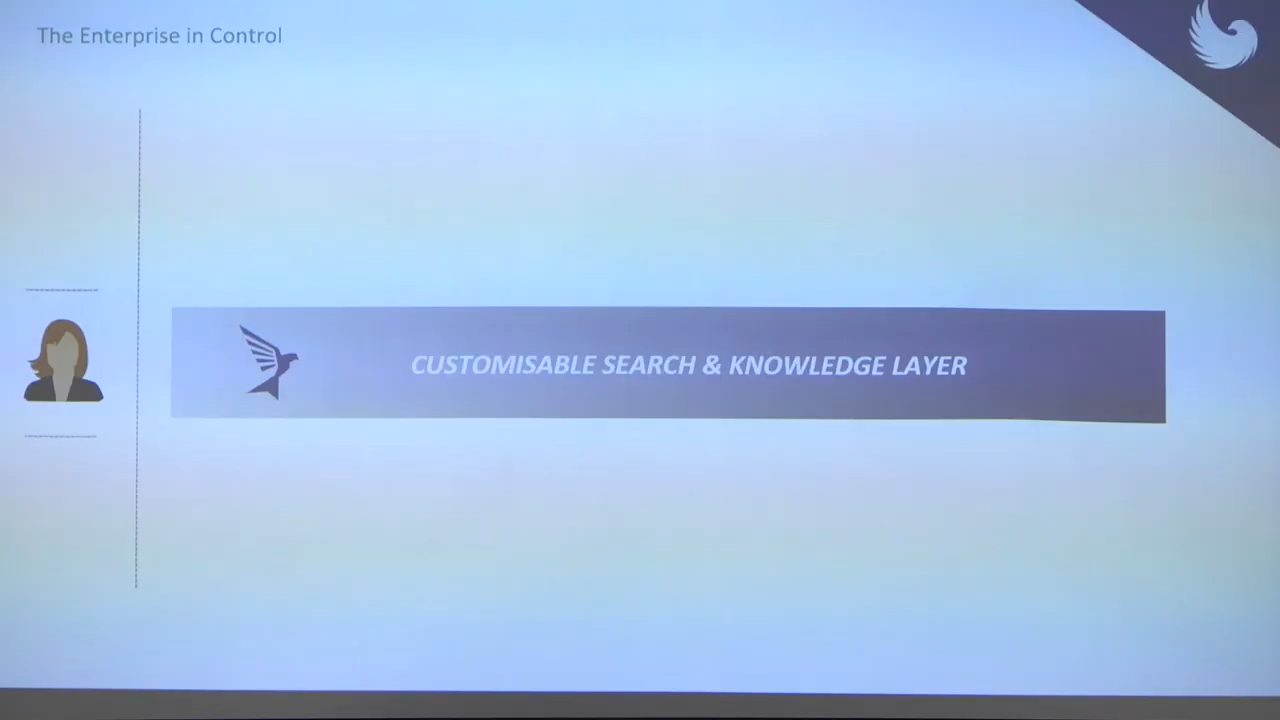 The Enterprise in Control
CUSTOMISABLE SEARCH & KNOWLEDGE LAYER